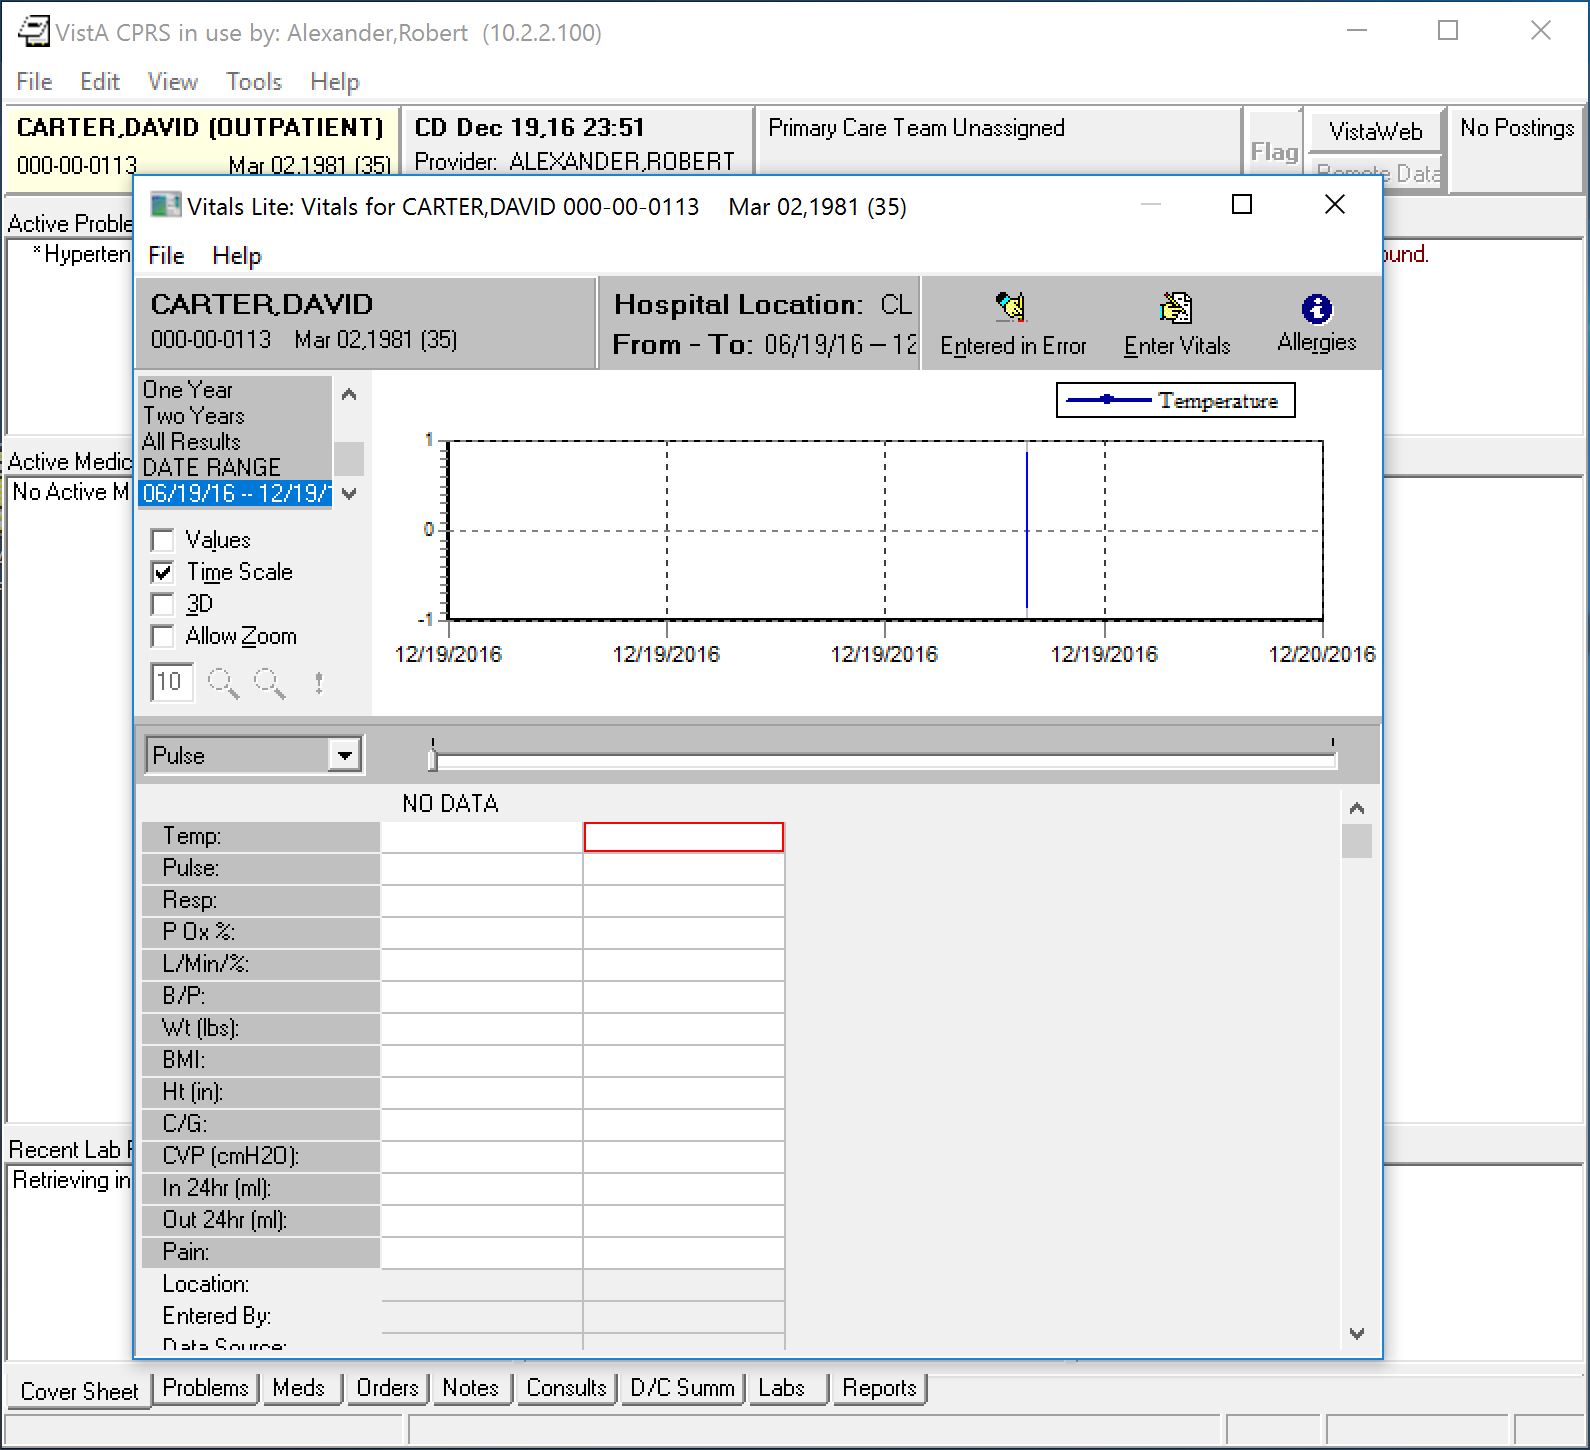 VistA CPRS in use by: Alexander,Robert (10.2.2.100)
File Edit View Tools Help
CARTER,DAVID (OUTPATIENT)
000-00-0113 Mar 02,1981 (35)
CD Dec 19,16 23:51
Provider: ALEXANDER,ROBERT
Primary Care Team Unassigned
Flag
VistaWeb
Remote Data
No Postings
Active Proble
*Hyperten
ound.
Active Medic
No Active M
Recent Lab
Retrieving in
Vitals Lite: Vitals for CARTER,DAVID 000-00-0113 Mar 02,1981 (35)
File Help
CARTER,DAVID
000-00-0113 Mar 02,1981 (35)
Hospital Location: CL
From - To: 06/19/16 -- 12
Entered in Error
Enter Vitals
Allergies
One Year
Two Years
All Results
DATE RANGE
06/19/16 -- 12/19/1
Values
Time Scale
3D
Allow Zoom
10
Temperature
1
0
-1
12/19/2016 12/19/2016 12/19/2016 12/19/2016 12/20/2016
Pulse
NO DATA
Temp:
Pulse:
Resp:
P Ox %:
L/Min/%:
B/P:
Wt (lbs):
BMI:
Ht (in):
C/G:
CVP (cmH2O):
In 24hr (ml):
Out 24hr (ml):
Pain:
Location:
Entered By:
Data Source:
Cover Sheet Problems Meds Orders Notes Consults D/C Summ Labs Reports